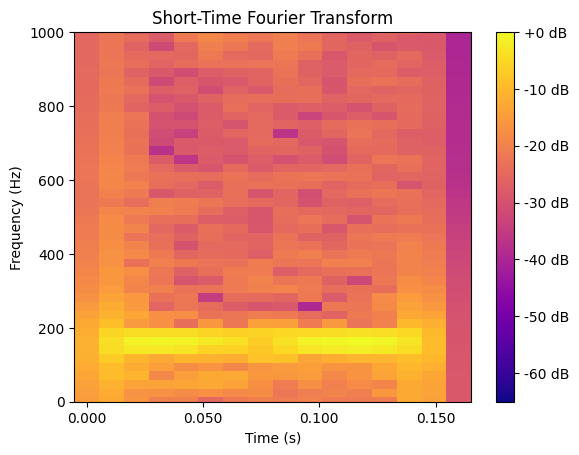 Short-Time Fourier Transform
1000
800
600
400
200
0
Frequency (Hz)
0.000
0.050
0.100
0.150
Time (s)
+0 dB
-10 dB
-20 dB
-30 dB
-40 dB
-50 dB
-60 dB